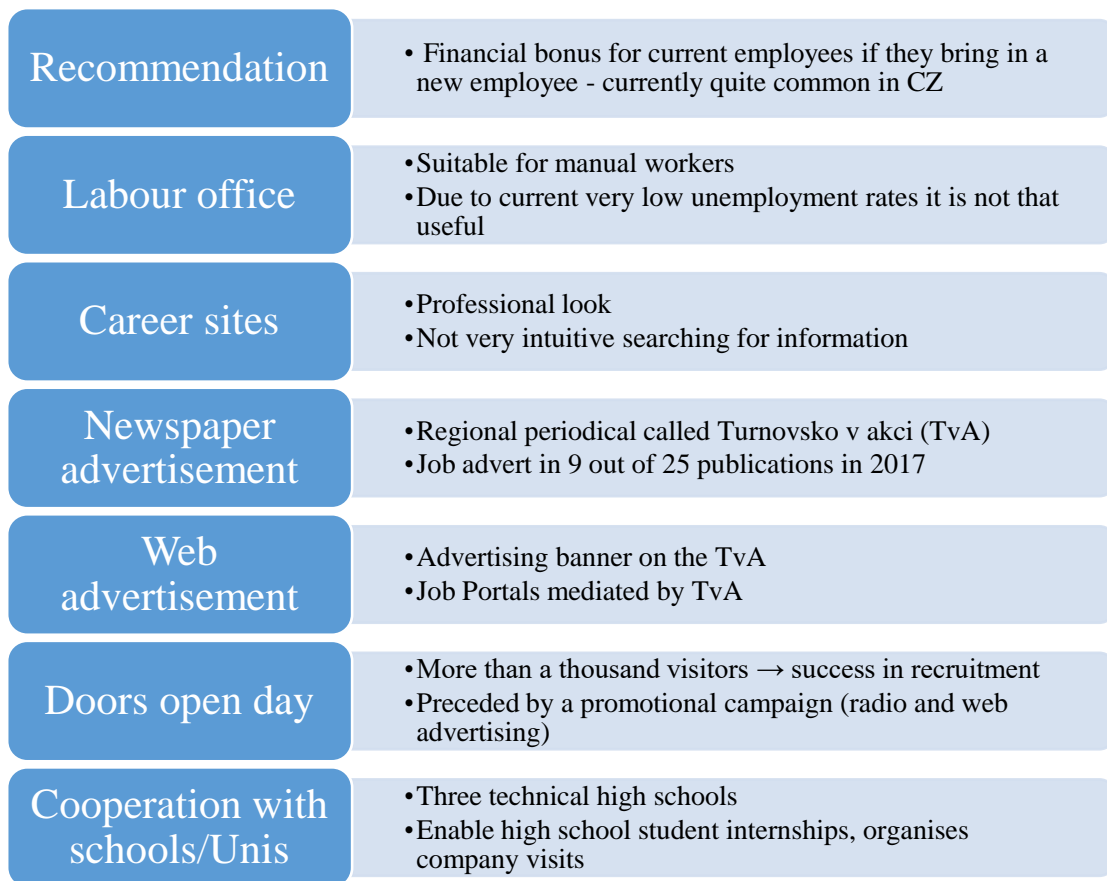 Recommendation
• Financial bonus for current employees if they bring in a
new employee - currently quite common in CZ
Labour office
•Suitable for manual workers
•Due to current very low unemployment rates it is not that
useful
Career sites
•Professional look
•Not very intuitive searching for information
Newspaper
advertisement
•Regional periodical called Turnovsko v akci (TvA)
•Job advert in 9 out of 25 publications in 2017
Web
advertisement
•Advertising banner on the TvA
•Job Portals mediated by TvA
Doors open day
•More than a thousand visitors → success in recruitment
•Preceded by a promotional campaign (radio and web
advertising)
Cooperation with
schools/Unis
•Three technical high schools
•Enable high school student internships, organises
company visits